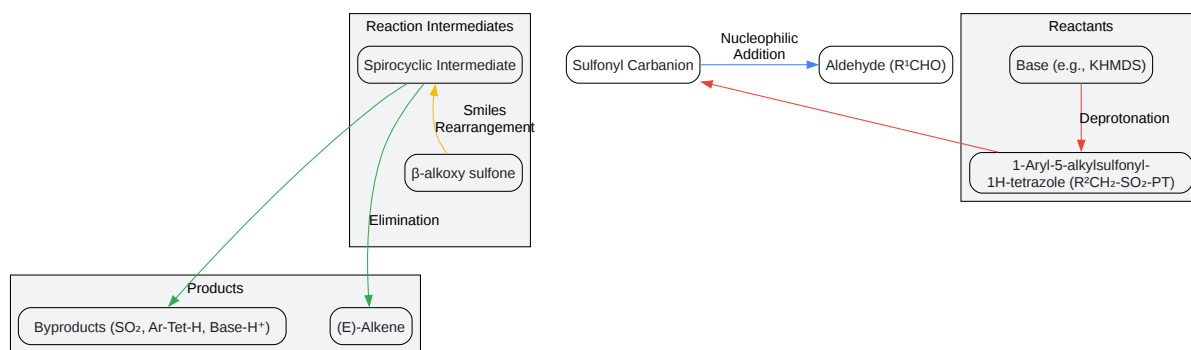 Reaction Intermediates
Spirocyclic Intermediate
Smiles
Rearrangement
β-alkoxy sulfone
Elimination
Products
Byproducts (SO₂, Ar-Tet-H, Base-H⁺)
(E)-Alkene
Sulfonyl Carbanion
Nucleophilic
Addition
Aldehyde (R¹CHO)
Reactants
Base (e.g., KHMDS)
Deprotonation
1-Aryl-5-alkylsulfonyl-
1H-tetrazole (R²CH₂-SO₂-PT)